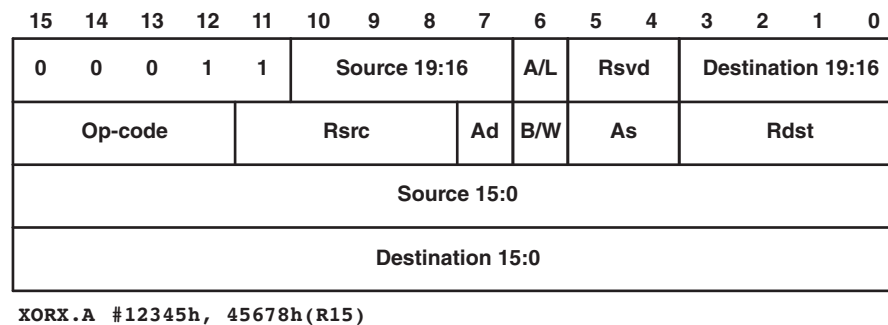 15 14 13 12 11 10 9 8 7 6 5 4 3 2 1 0
0 0 0 1 1 Source 19:16 A/L Rsvd Destination 19:16
Op-code Rsrc Ad B/W As Rdst
Source 15:0
Destination 15:0
XORX.A #12345h, 45678h(R15)